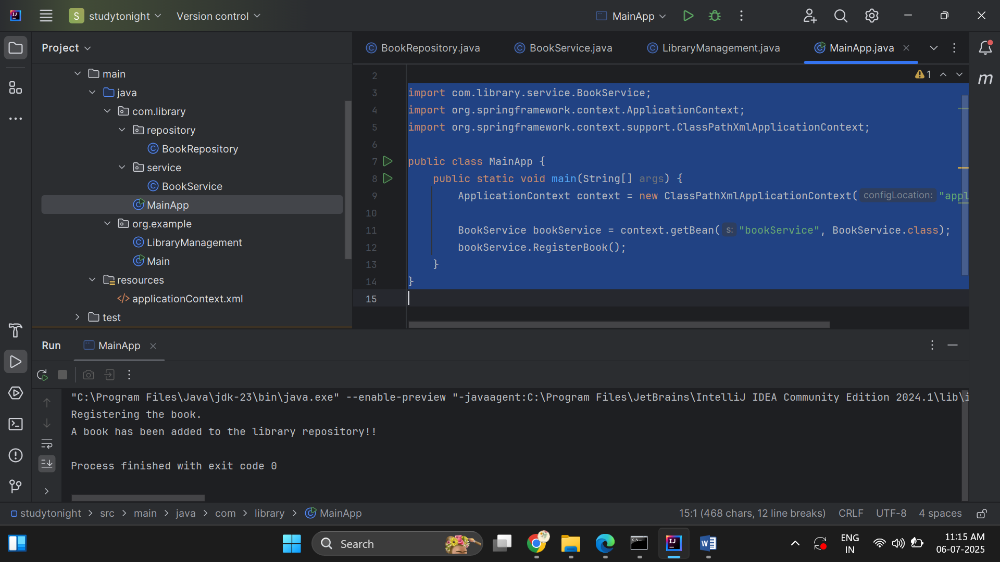 S studytonight Version control MainApp
Project
main
java
com.library
repository
BookRepository
service
BookService
MainApp
org.example
LibraryManagement
Main
resources
</> applicationContext.xml
test
BookRepository.java BookService.java LibraryManagement.java MainApp.java
1
2
3 import com.library.service.BookService;
4 import org.springframework.context.ApplicationContext;
5 import org.springframework.context.support.ClassPathXmlApplicationContext;
6
7 public class MainApp {
8 public static void main(String[] args) {
9 ApplicationContext context = new ClassPathXmlApplicationContext( configLocation: "appl
10
11 BookService bookService = context.getBean( s: "bookService", BookService.class);
12 bookService.RegisterBook();
13 }
14 }
15
Run MainApp
"C:\Program Files\Java\jdk-23\bin\java.exe" --enable-preview "-javaagent:C:\Program Files\JetBrains\IntelliJ IDEA Community Edition 2024.1\lib\i
Registering the book.
A book has been added to the library repository!!
Process finished with exit code 0
studytonight > src > main > java > com > library > MainApp 15:1 (468 chars, 12 line breaks) CRLF UTF-8 4 spaces
Search
ENG
IN
11:15 AM
06-07-2025